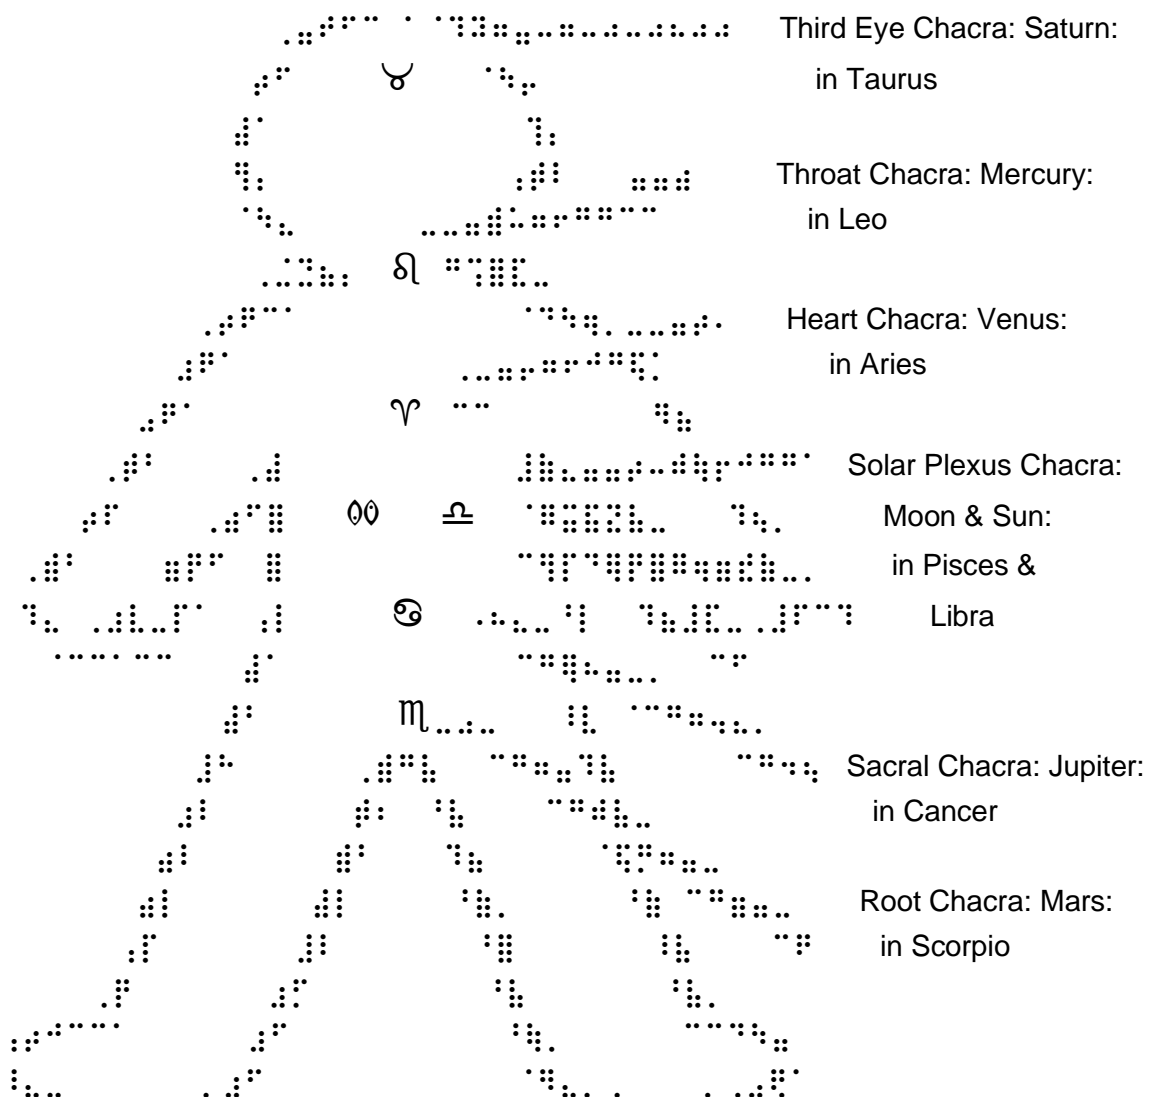 Third Eye Chacra: Saturn:
in Taurus
Throat Chacra: Mercury:
in Leo
Heart Chacra: Venus:
in Aries
Solar Plexus Chacra:
Moon & Sun:
in Pisces &
Libra
Sacral Chacra: Jupiter:
in Cancer
Root Chacra: Mars:
in Scorpio